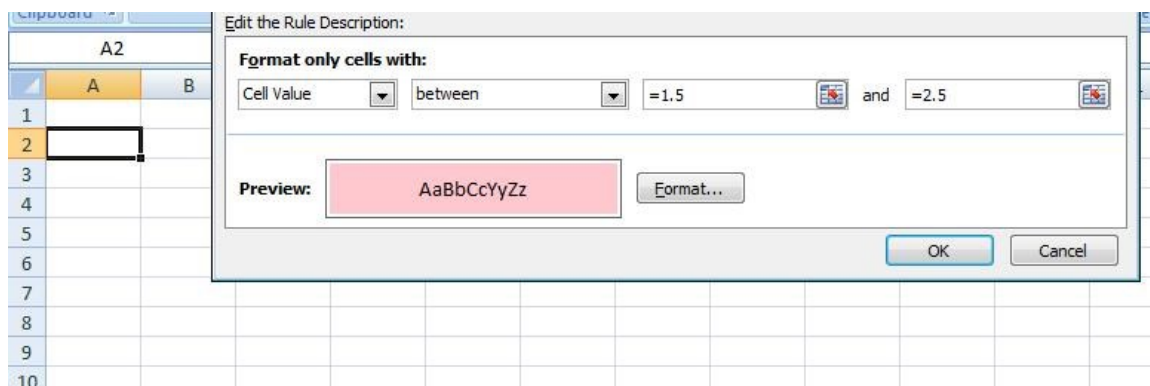 Clipboard
Edit the Rule Description:
A2
Format only cells with:
A B
Cell Value between =1.5 and =2.5
1
2
3
Preview: AaBbCcYyZz Format...
4
5
OK Cancel
6
7
8
9
10